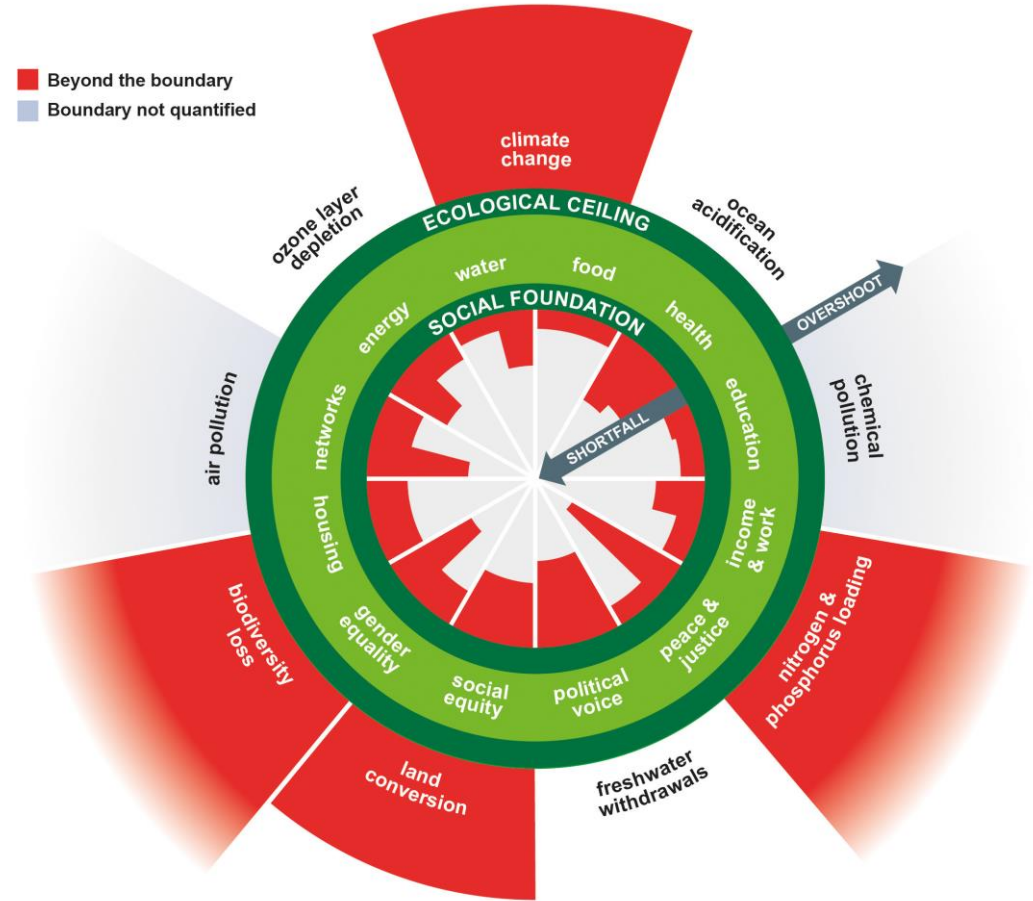 Beyond the boundary
Boundary not quantified
climate
change
ozone layer
depletion
ocean
acidification
ECOLOGICAL CEILING
OVERSHOOT
water
food
energy
health
SOCIAL FOUNDATION
networks
education
SHORTFALL
air pollution
chemical
pollution
housing
income
& work
gender
equality
peace &
justice
social
equity
political
voice
biodiversity
loss
nitrogen &
phosphorus loading
land
conversion
freshwater
withdrawals